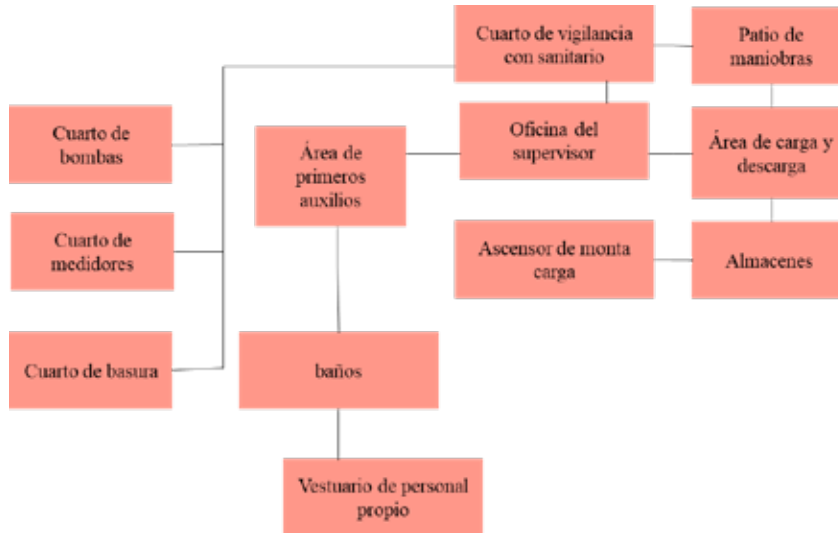 Cuarto de vigilancia
con sanitario
Patio de
maniobras
Cuarto de
bombas
Área de
primeros
auxilios
Oficina del
supervisor
Área de carga y
descarga
Cuarto de
medidores
Ascensor de monta
carga
Almacenes
Cuarto de basura
baños
Vestuario de personal
propio